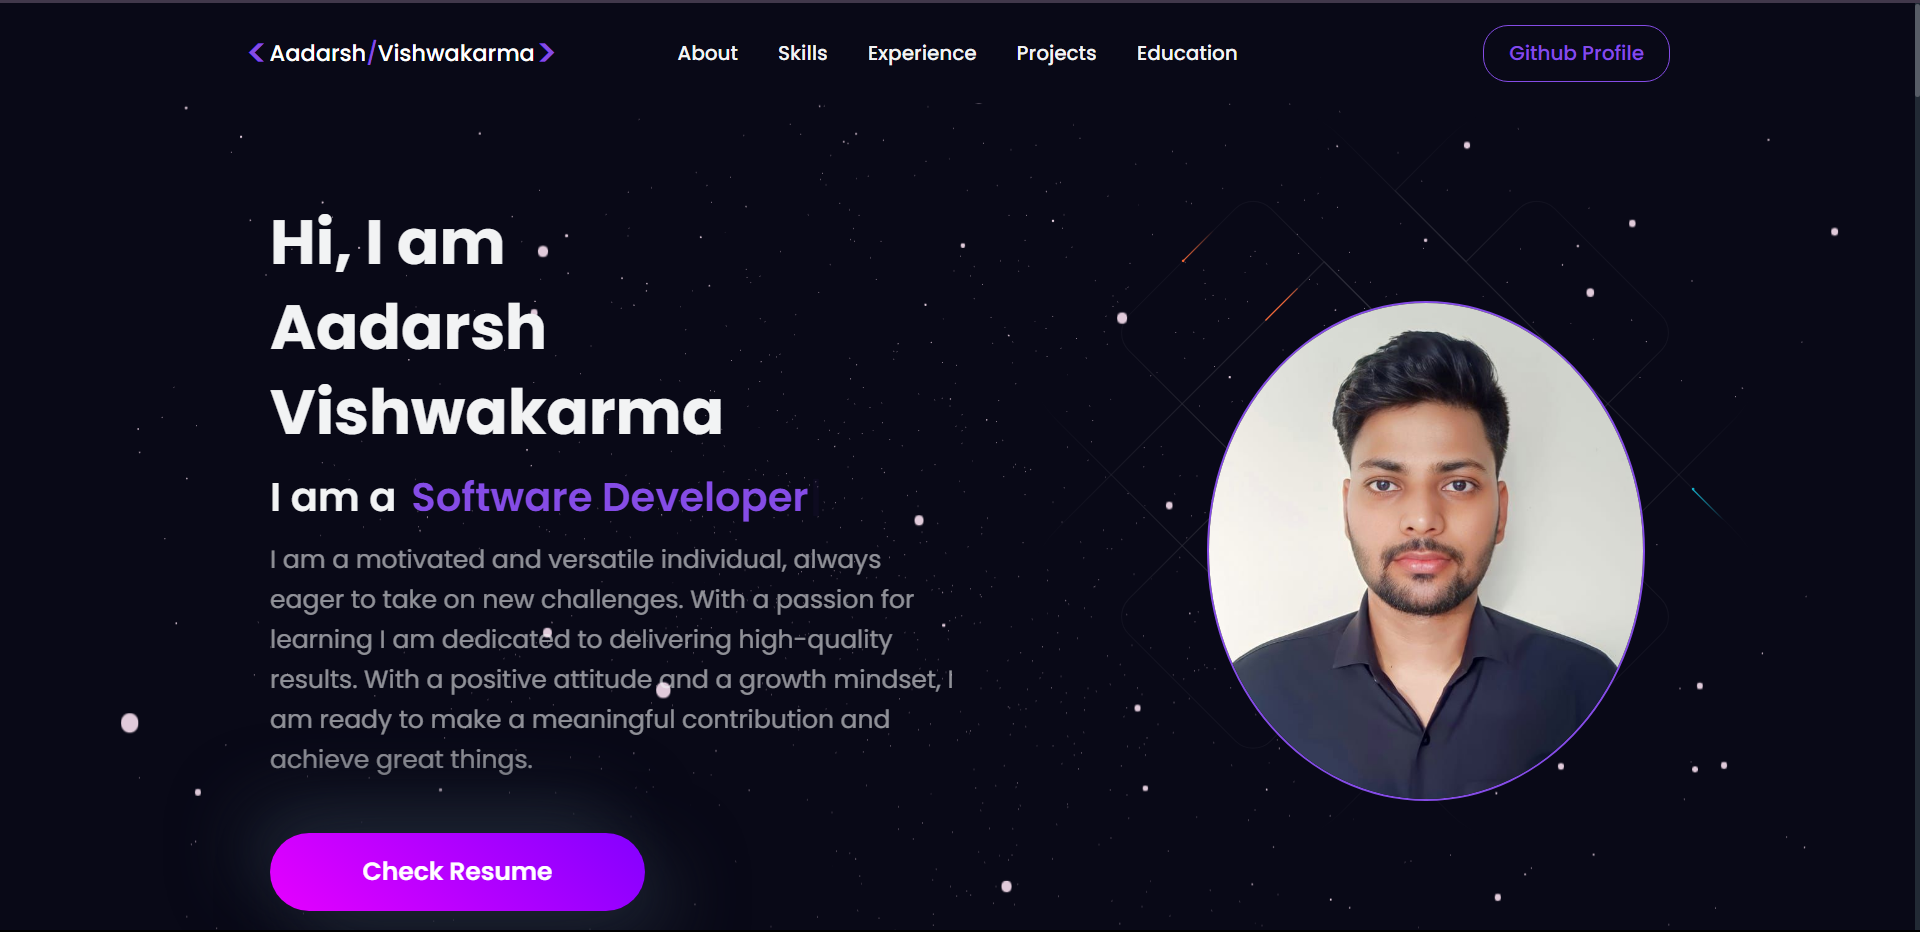 <Aadarsh/Vishwakarma>
About
Skills
Experience
Projects
Education
Github Profile
Hi, I am
Aadarsh
Vishwakarma
I am a Software Developer
I am a motivated and versatile individual, always
eager to take on new challenges. With a passion for
learning I am dedicated to delivering high-quality
results. With a positive attitude and a growth mindset, I
am ready to make a meaningful contribution and
achieve great things.
Check Resume